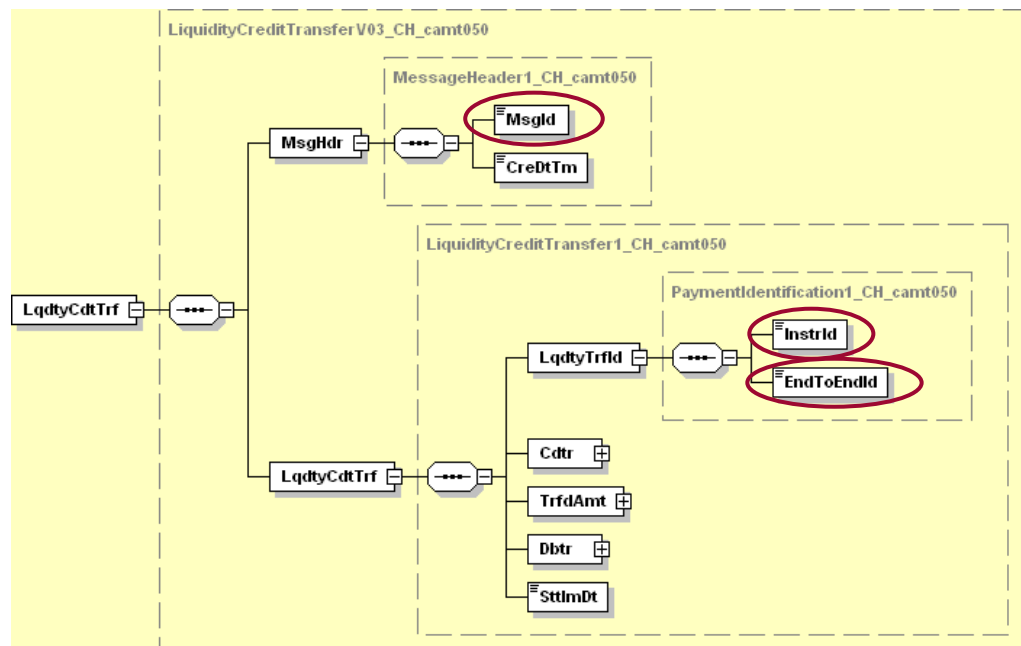 LiquidityCreditTransferV03_CH_camt050
MessageHeader1_CH_camt050
MsgId
MsgHdr
CreDtTm
LiquidityCreditTransfer1_CH_camt050
PaymentIdentification1_CH_camt050
LqdtyCdtTrf
InstrId
LqdtyTrfId
EndToEndId
Cdtr
LqdtyCdtTrf
TrfdAmt
Dbtr
SttlmDt